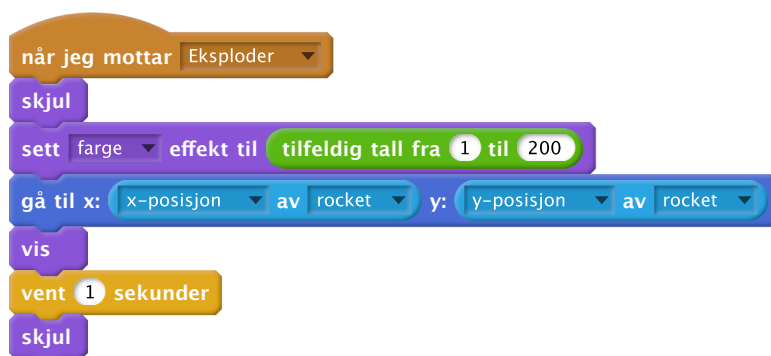 når jeg mottar Eksploder
skjul
sett farge effekt til tilfeldig tall fra 1 til 200
gå til x: x-posisjon av rocket y: y-posisjon av rocket
vis
vent 1 sekunder
skjul